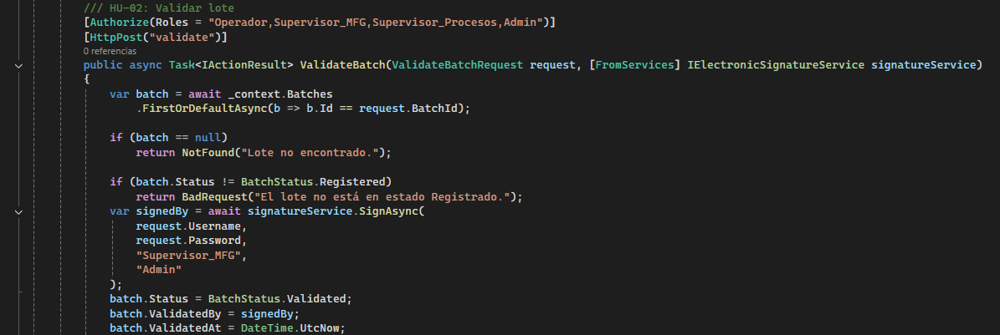 /// HU-02: Validar lote
[Authorize(Roles = "Operador,Supervisor_MFG,Supervisor_Procesos,Admin")]
[HttpPost("validate")]
0 referencias
public async Task<IActionResult> ValidateBatch(ValidateBatchRequest request, [FromServices] IElectronicSignatureService signatureService)
{
var batch = await _context.Batches
.FirstOrDefaultAsync(b => b.Id == request.BatchId);
if (batch == null)
return NotFound("Lote no encontrado.");
if (batch.Status != BatchStatus.Registered)
return BadRequest("El lote no está en estado Registrado.");
var signedBy = await signatureService.SignAsync(
request.Username,
request.Password,
"Supervisor_MFG",
"Admin"
);
batch.Status = BatchStatus.Validated;
batch.ValidatedBy = signedBy;
batch.ValidatedAt = DateTime.UtcNow;